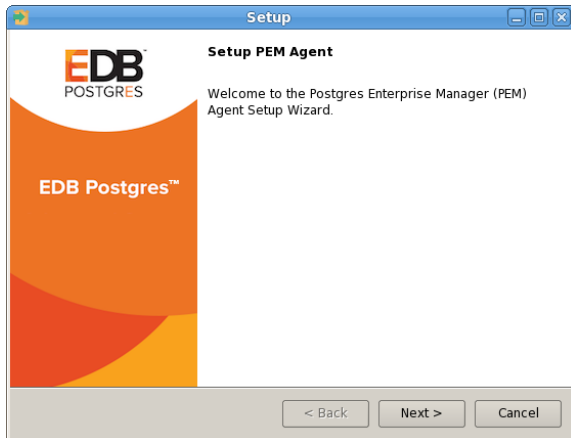 Setup
EDB
POSTGRES
EDB Postgres™
Setup PEM Agent
Welcome to the Postgres Enterprise Manager (PEM)
Agent Setup Wizard.
< Back
Next >
Cancel